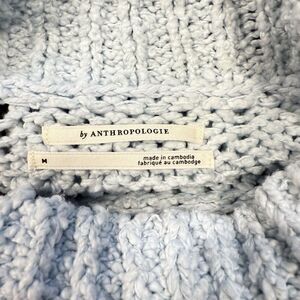 by ANTHROPOLOGIE
M
made in cambodia
fabriqué au cambodge